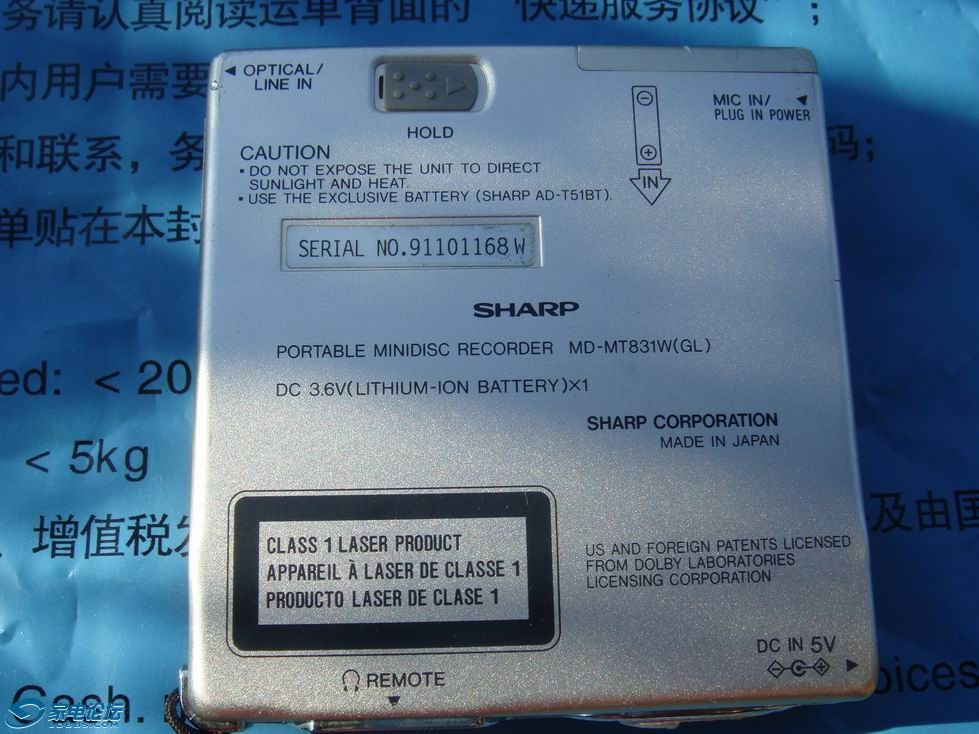 务请认真阅读运单背面的"快递服务协议"；
内用户需要
和联系，务
码；
单贴在本封
ed: < 20
< 5kg
、增值税发
及由国
Cash.
oices
OPTICAL/
LINE IN
HOLD
MIC IN/
PLUG IN POWER
IN
CAUTION
▪ DO NOT EXPOSE THE UNIT TO DIRECT
SUNLIGHT AND HEAT.
▪ USE THE EXCLUSIVE BATTERY (SHARP AD-T51BT).
SERIAL NO.91101168W
SHARP
PORTABLE MINIDISC RECORDER MD-MT831W(GL)
DC 3.6V(LITHIUM-ION BATTERY)×1
SHARP CORPORATION
MADE IN JAPAN
CLASS 1 LASER PRODUCT
APPAREIL À LASER DE CLASSE 1
PRODUCTO LASER DE CLASE 1
US AND FOREIGN PATENTS LICENSED
FROM DOLBY LABORATORIES
LICENSING CORPORATION
DC IN 5V
REMOTE
家电论坛
JDBBS.COM